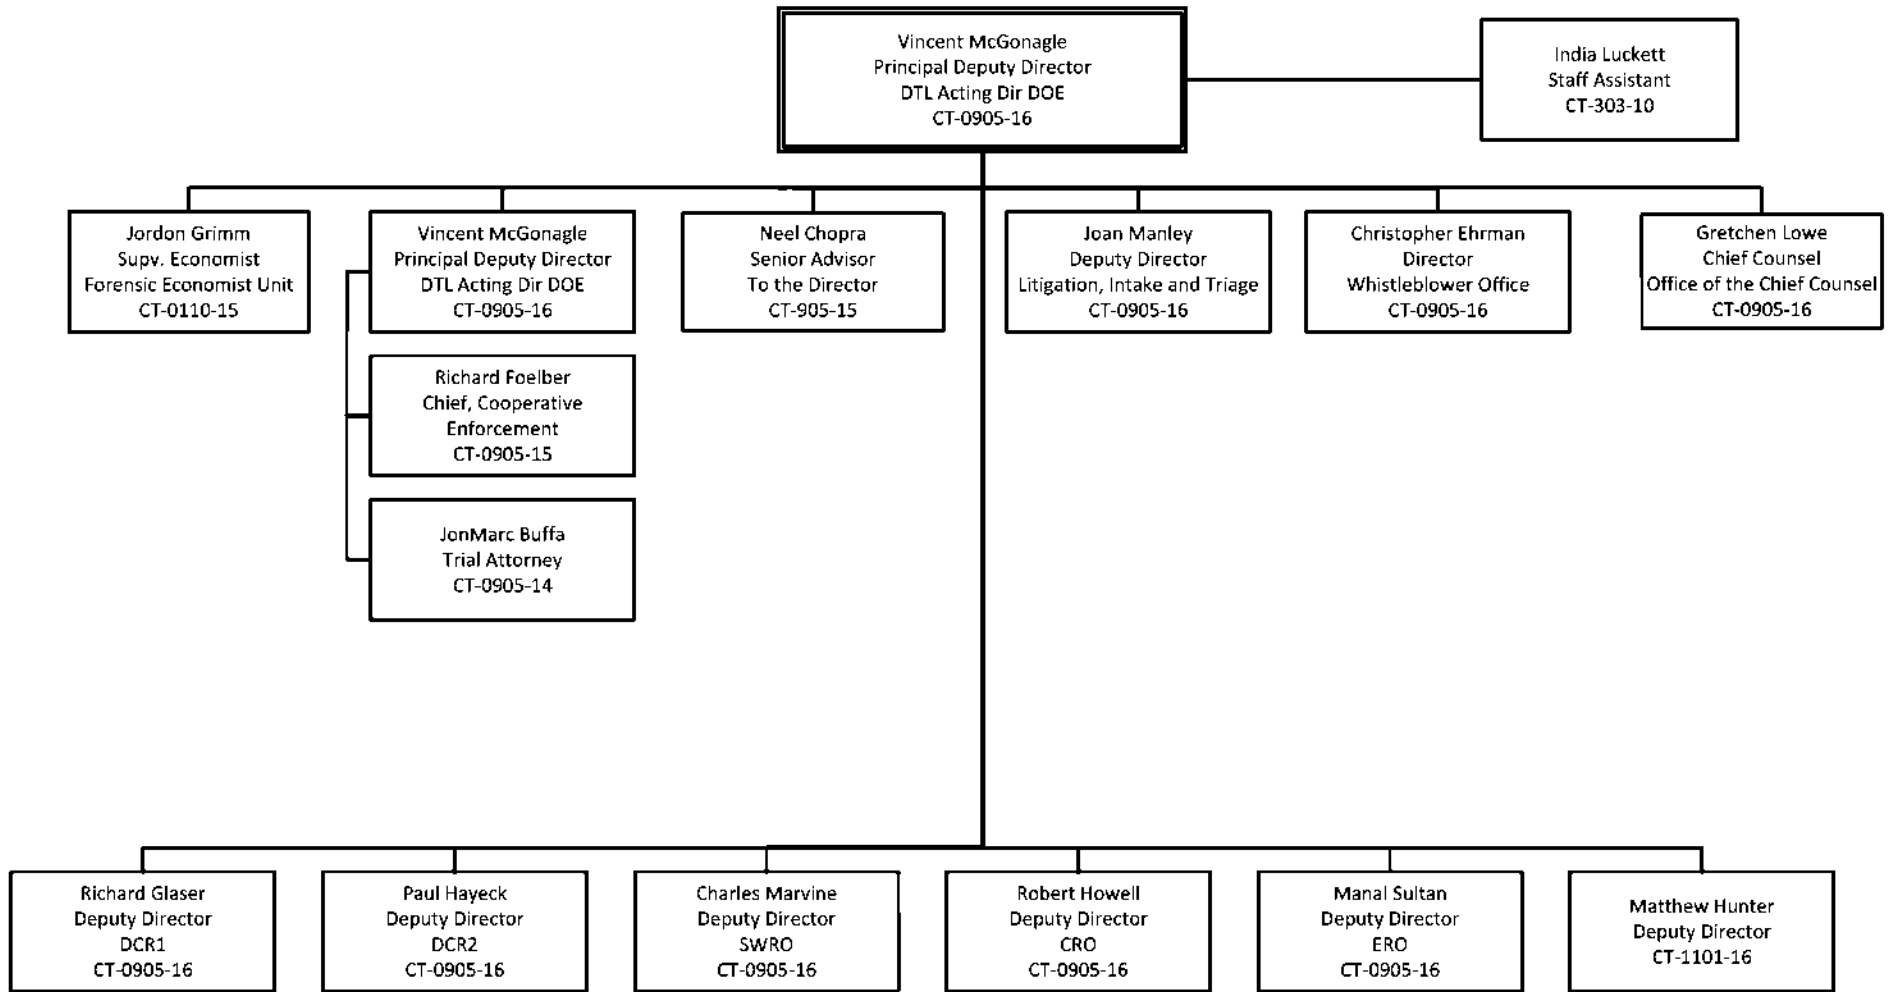 Vincent McGonagle
Principal Deputy Director
DTL Acting Dir DOE
CT-0905-16
India Luckett
Staff Assistant
CT-303-10
Jordon Grimm
Supv. Economist
Forensic Economist Unit
CT-0110-15
Vincent McGonagle
Principal Deputy Director
DTL Acting Dir DOE
CT-0905-16
Neel Chopra
Senior Advisor
To the Director
CT-905-15
Joan Manley
Deputy Director
Litigation, Intake and Triage
CT-0905-16
Christopher Ehrman
Director
Whistleblower Office
CT-0905-16
Gretchen Lowe
Chief Counsel
Office of the Chief Counsel
CT-0905-16
Richard Foelber
Chief, Cooperative
Enforcement
CT-0905-15
JonMarc Buffa
Trial Attorney
CT-0905-14
Richard Glaser
Deputy Director
DCR1
CT-0905-16
Paul Hayeck
Deputy Director
DCR2
CT-0905-16
Charles Marvine
Deputy Director
SWRO
CT-0905-16
Robert Howell
Deputy Director
CRO
CT-0905-16
Manal Sultan
Deputy Director
ERO
CT-0905-16
Matthew Hunter
Deputy Director
CT-1101-16